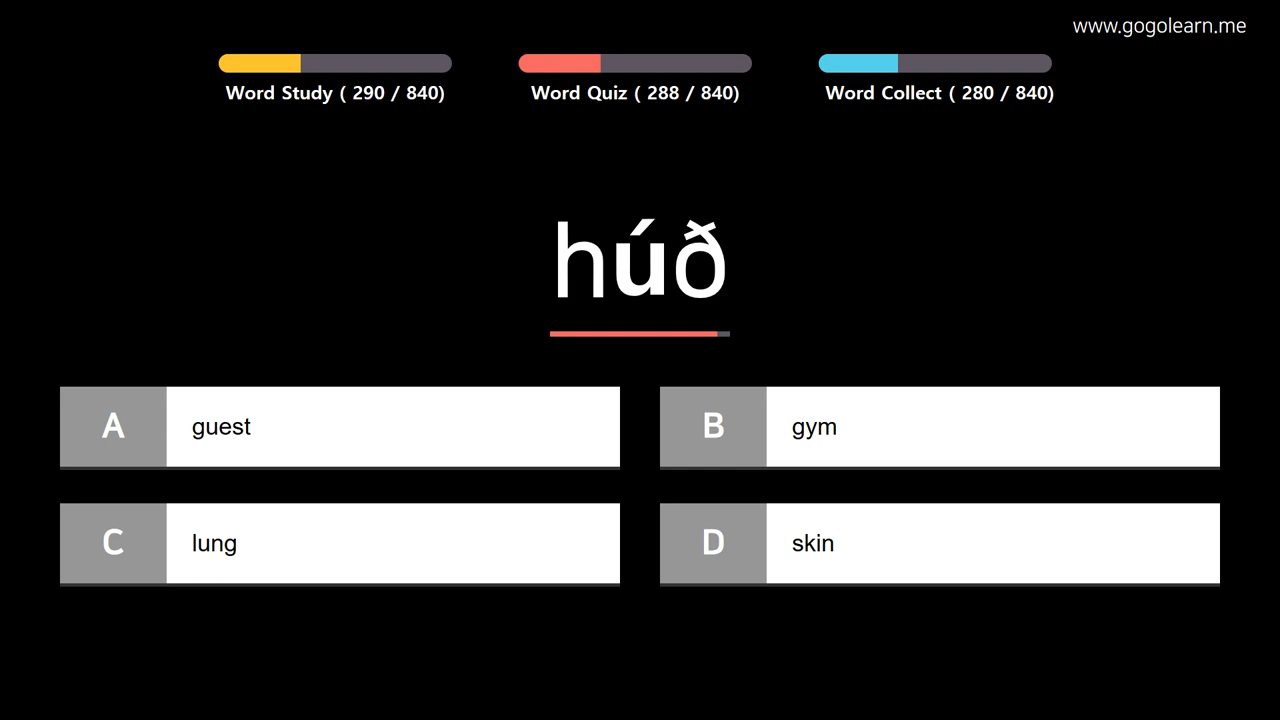 www.gogolearn.me
Word Study ( 290 / 840)
Word Quiz ( 288 / 840)
Word Collect ( 280 / 840)
húð
A guest
B gym
C lung
D skin